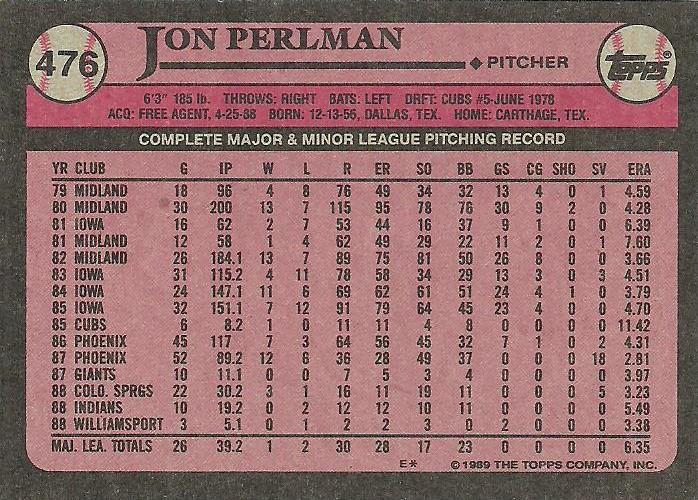 476
JON PERLMAN
PITCHER
TOPPS®
6'3" 185 lb. THROWS: RIGHT BATS: LEFT DRFT: CUBS #5-JUNE 1978
ACQ: FREE AGENT, 4-25-88 BORN: 12-13-56, DALLAS, TEX. HOME: CARTHAGE, TEX.
COMPLETE MAJOR & MINOR LEAGUE PITCHING RECORD
YR CLUB G IP W L R ER SO BB GS CG SHO SV ERA
79 MIDLAND 18 96 4 8 76 49 34 32 13 4 0 1 4.59
80 MIDLAND 30 200 13 7 115 95 78 76 30 9 2 0 4.28
81 IOWA 16 62 2 7 53 44 16 37 9 1 0 0 6.39
81 MIDLAND 12 58 1 4 62 49 29 22 11 2 0 1 7.60
82 MIDLAND 26 184.1 13 7 89 75 81 50 26 8 0 0 3.66
83 IOWA 31 115.2 4 11 78 58 34 29 13 3 0 3 4.51
84 IOWA 24 147.1 11 6 69 62 61 51 24 4 1 0 3.79
85 IOWA 32 151.1 7 12 91 79 64 45 23 4 0 0 4.70
85 CUBS 6 8.2 1 0 11 11 4 8 0 0 0 0 11.42
86 PHOENIX 45 117 7 3 64 56 45 32 7 1 0 2 4.31
87 PHOENIX 52 89.2 12 6 36 28 49 37 0 0 0 18 2.81
87 GIANTS 10 11.1 0 0 7 5 3 4 0 0 0 0 3.97
88 COLO. SPRGS 22 30.2 3 1 16 11 19 11 0 0 0 5 3.23
88 INDIANS 10 19.2 0 2 12 12 10 11 0 0 0 0 5.49
88 WILLIAMSPORT 3 5.1 0 1 2 2 3 0 2 0 0 0 3.38
MAJ. LEA. TOTALS 26 39.2 1 2 30 28 17 23 0 0 0 0 6.35
E* © 1989 THE TOPPS COMPANY, INC.